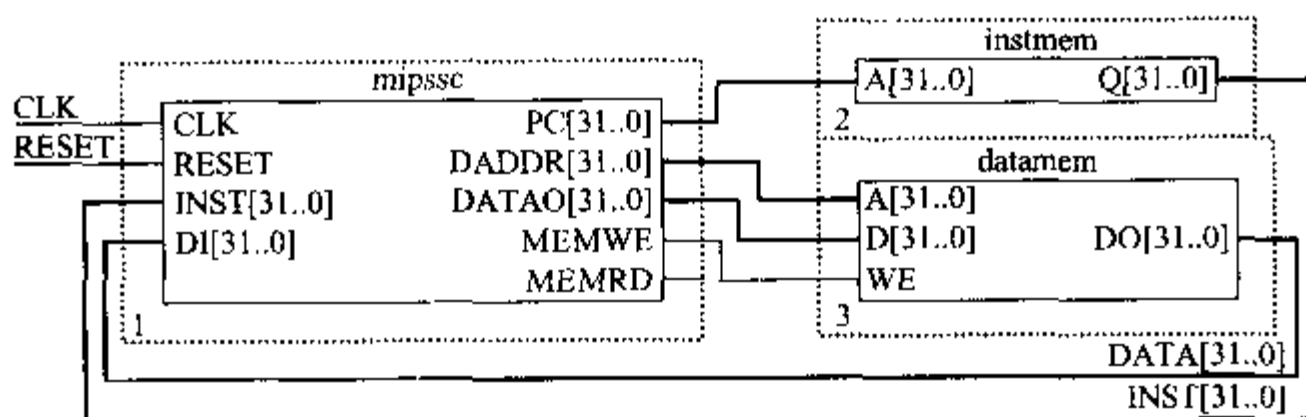 instmem
A[31..0] Q[31..0]
2
mipssc
CLK
RESET
CLK
RESET
INST[31..0]
DI[31..0]
PC[31..0]
DADDR[31..0]
DATAO[31..0]
MEMWE
MEMRD
1
datamem
A[31..0]
D[31..0]
WE
DO[31..0]
3
DATA[31..0]
INST[31..0]